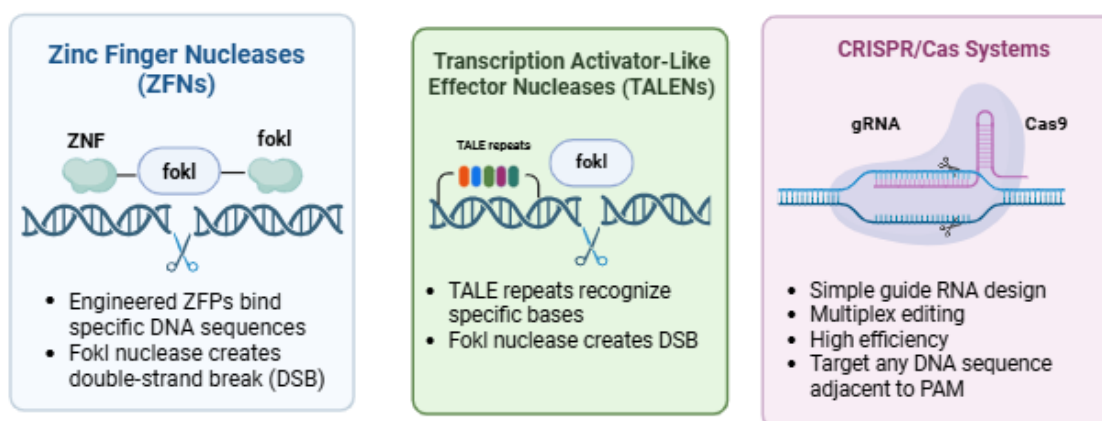 Zinc Finger Nucleases
(ZFNs)
ZNF
fokl
fokl
• Engineered ZFPs bind
specific DNA sequences
• Fokl nuclease creates
double-strand break (DSB)
Transcription Activator-Like
Effector Nucleases (TALENs)
TALE repeats
fokl
• TALE repeats recognize
specific bases
• Fokl nuclease creates DSB
CRISPR/Cas Systems
gRNA
Cas9
• Simple guide RNA design
• Multiplex editing
• High efficiency
• Target any DNA sequence
adjacent to PAM